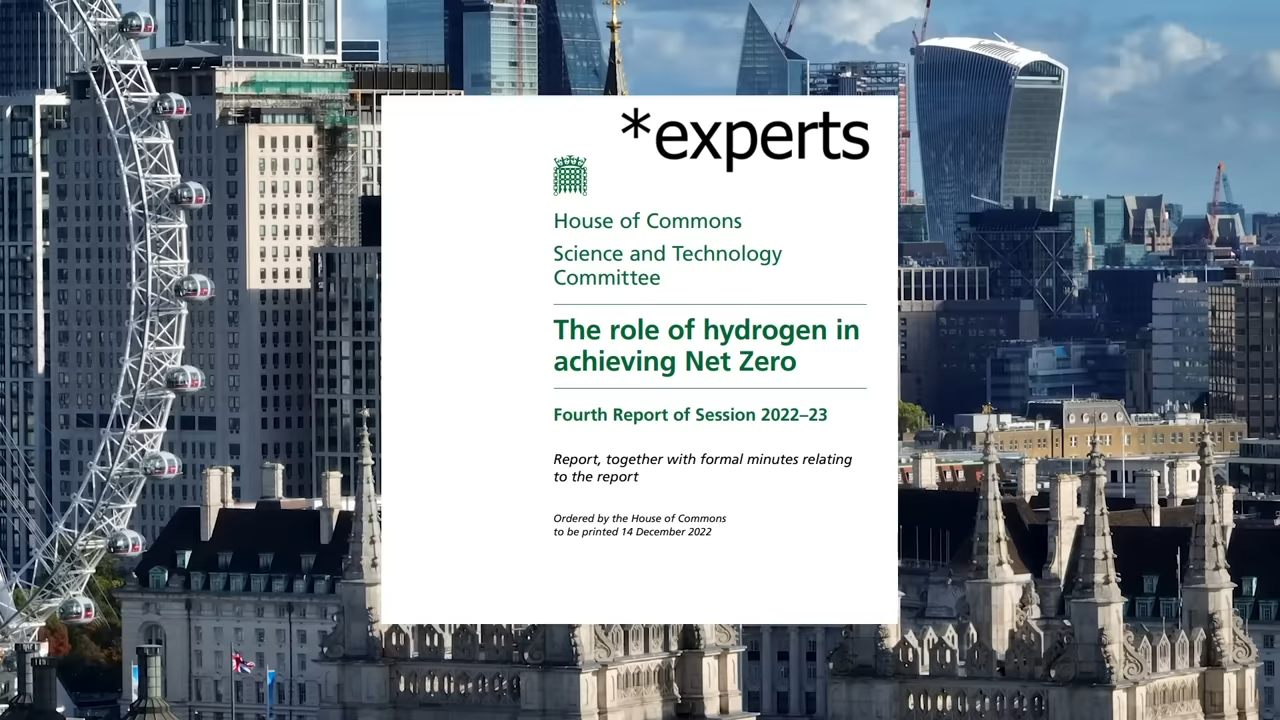 *experts
House of Commons
Science and Technology
Committee
The role of hydrogen in
achieving Net Zero
Fourth Report of Session 2022–23
Report, together with formal minutes relating
to the report
Ordered by the House of Commons
to be printed 14 December 2022